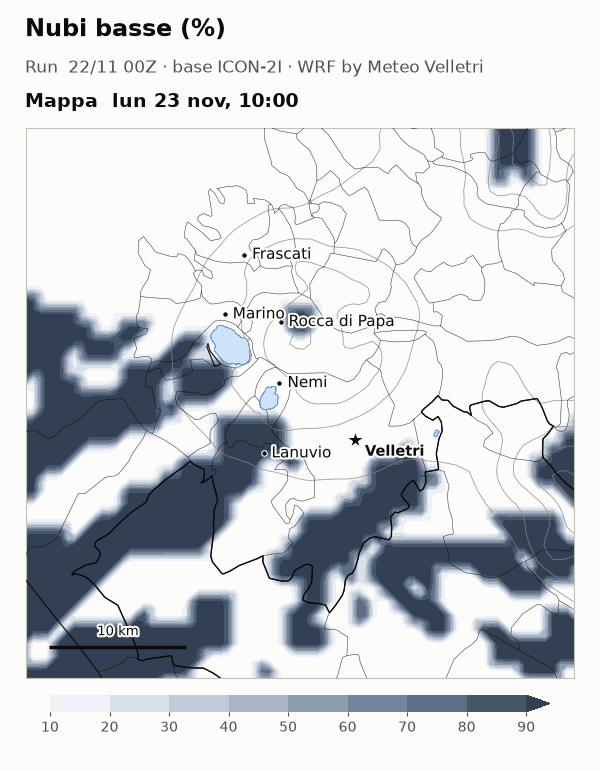 Nubi basse (%)
Run  22/11 00Z · base ICON-2I · WRF by Meteo Velletri
Mappa  lun 23 nov, 10:00
Frascati
Marino
Rocca di Papa
Nemi
Velletri
Lanuvio
10 km
10 20 30 40 50 60 70 80 90